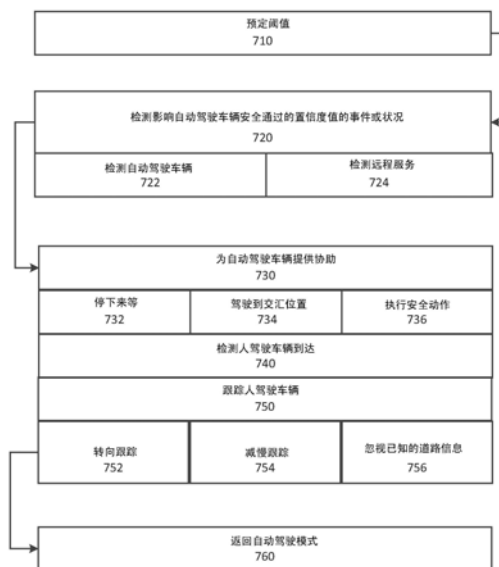 预定阈值
710
检测影响自动驾驶车辆安全通过的置信度值的事件或状况
720
检测自动驾驶车辆
722
检测远程服务
724
为自动驾驶车辆提供协助
730
停下来等
732
驾驶到交汇位置
734
执行安全动作
736
检测人驾驶车辆到达
740
跟踪人驾驶车辆
750
转向跟踪
752
减慢跟踪
754
忽视已知的道路信息
756
返回自动驾驶模式
760